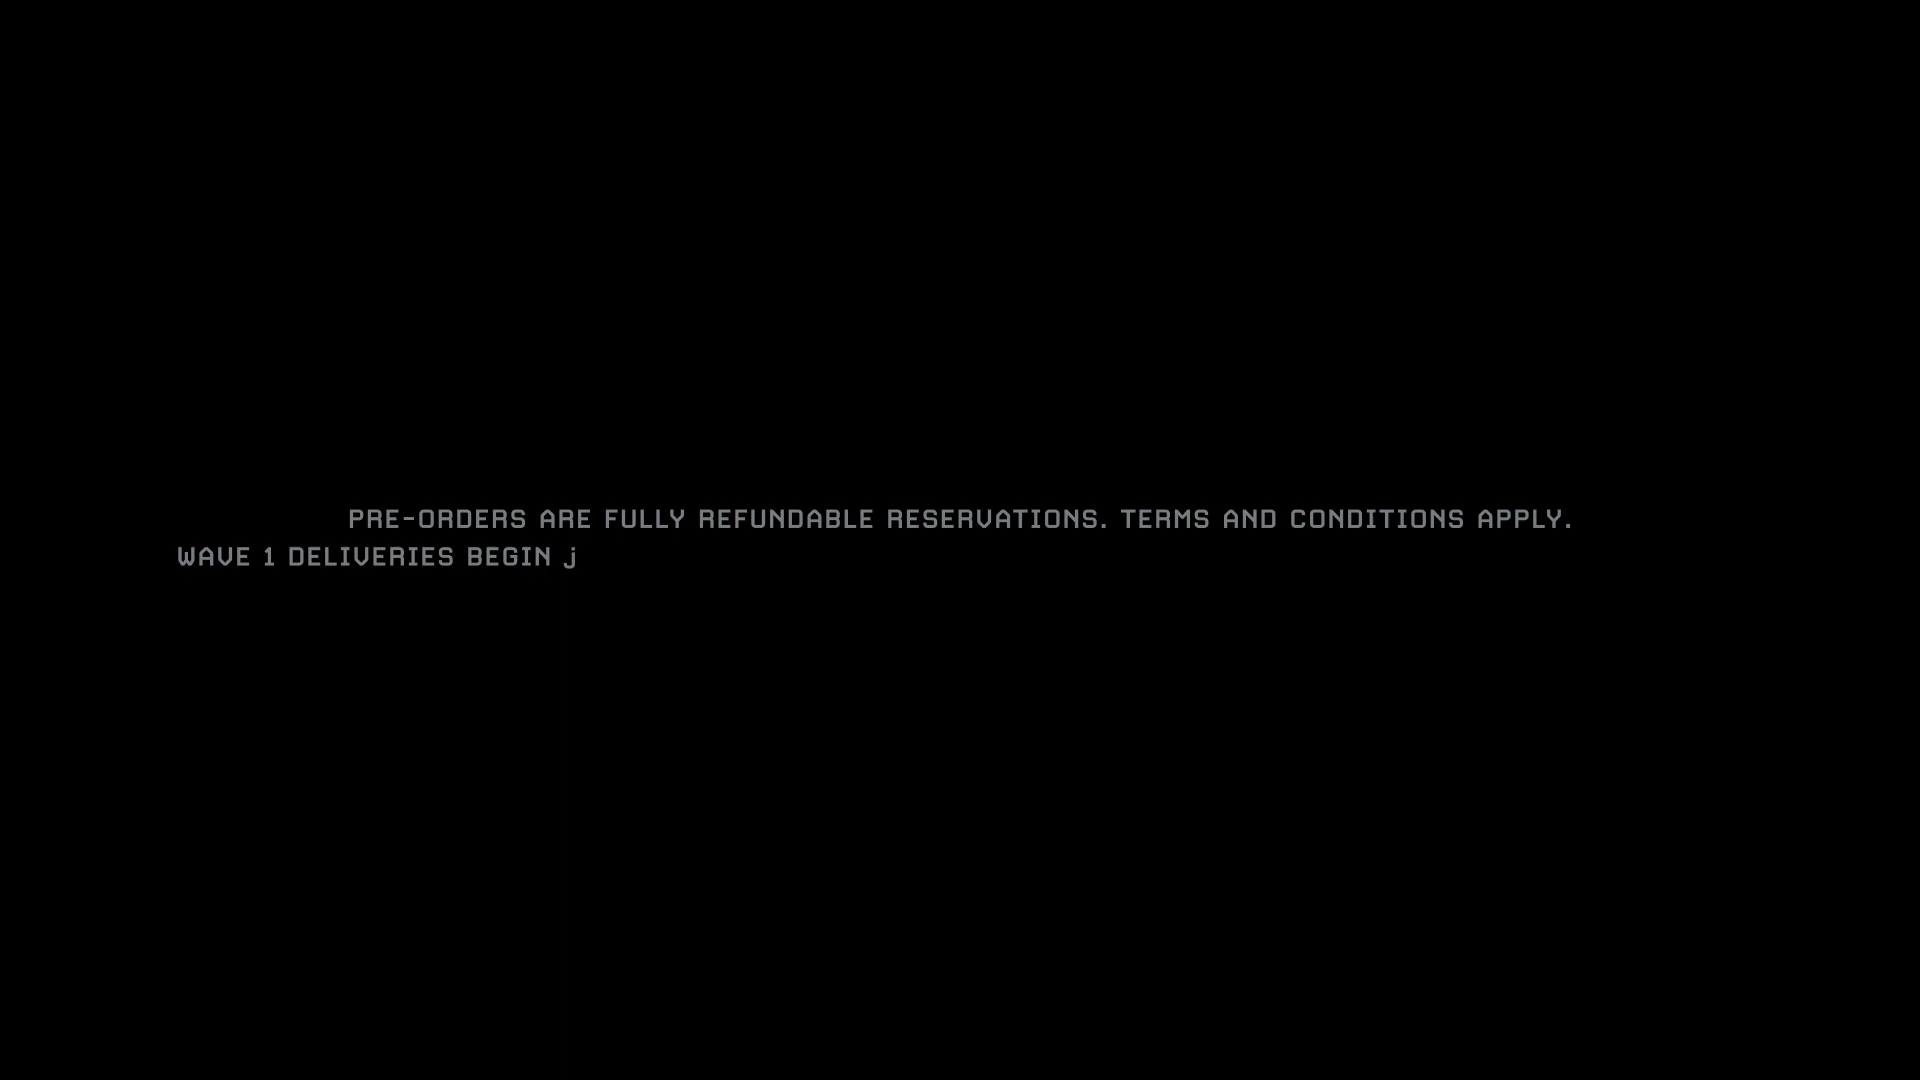 PRE-ORDERS ARE FULLY REFUNDABLE RESERVATIONS. TERMS AND CONDITIONS APPLY.
WAVE 1 DELIVERIES BEGIN j